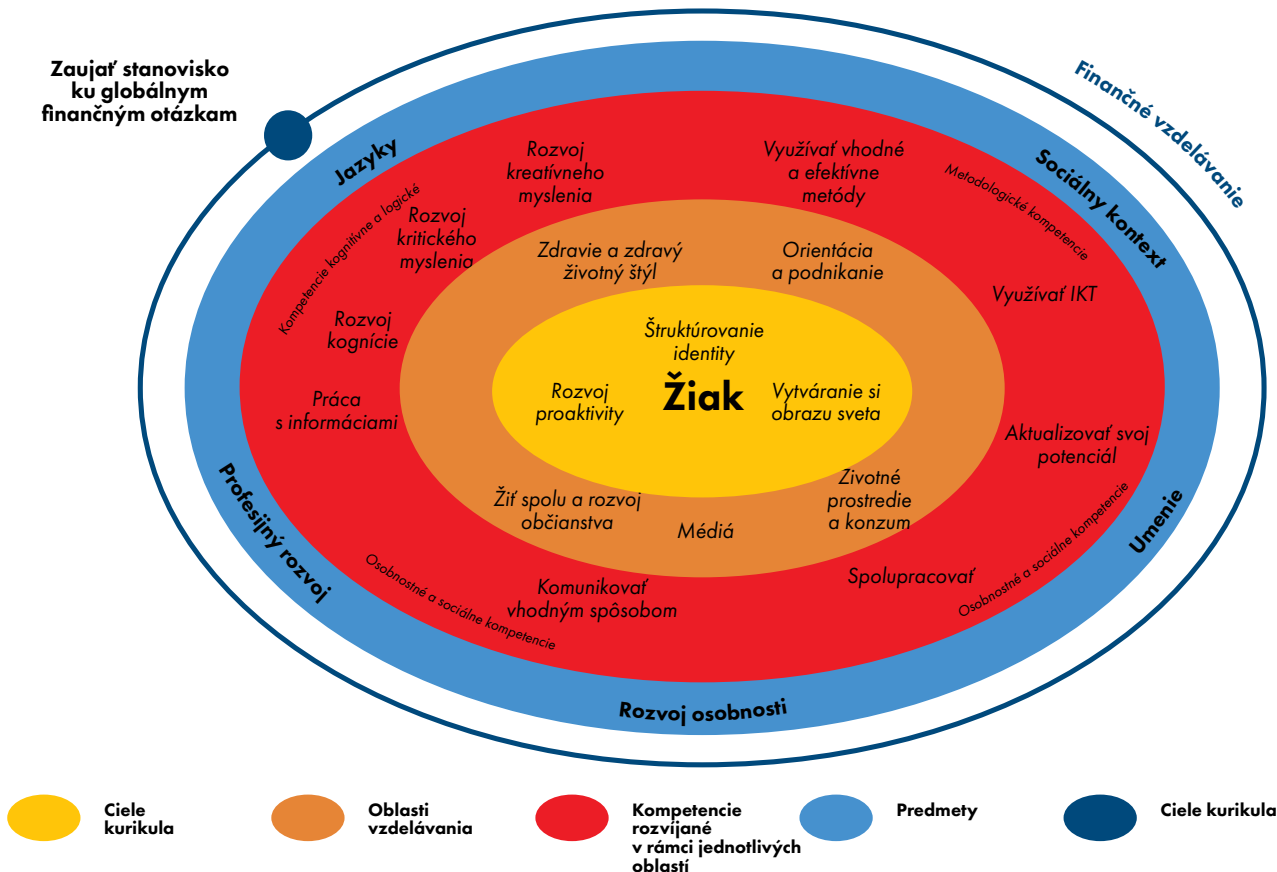 Zaujať stanovisko
ku globálnym
finančným otázkam
Finančné vzdelávanie
Jazyky
Sociálny kontext
Rozvoj
kreatívneho
myslenia
Využívať vhodné
a efektívne
metódy
Metodologické kompetencie
Kompetencie kognitívne a logické
Rozvoj
kritického
myslenia
Zdravie a zdravý
životný štýl
Orientácia
a podnikanie
Využívať IKT
Rozvoj
kognície
Štruktúrovanie
identity
Žiak
Rozvoj
proaktivity
Vytváranie si
obrazu sveta
Práca
s informáciami
Aktualizovať svoj
potenciál
Profesijný rozvoj
Žiť spolu a rozvoj
občianstva
Médiá
Zivotné
prostredie
a konzum
Umenie
Osobnostné a sociálne kompetencie
Komunikovať
vhodným spôsobom
Spolupracovať
Osobnostné a sociálne kompetencie
Rozvoj osobnosti
Ciele
kurikula
Oblasti
vzdelávania
Kompetencie
rozvíjané
v rámci jednotlivých
oblastí
Predmety
Ciele kurikula